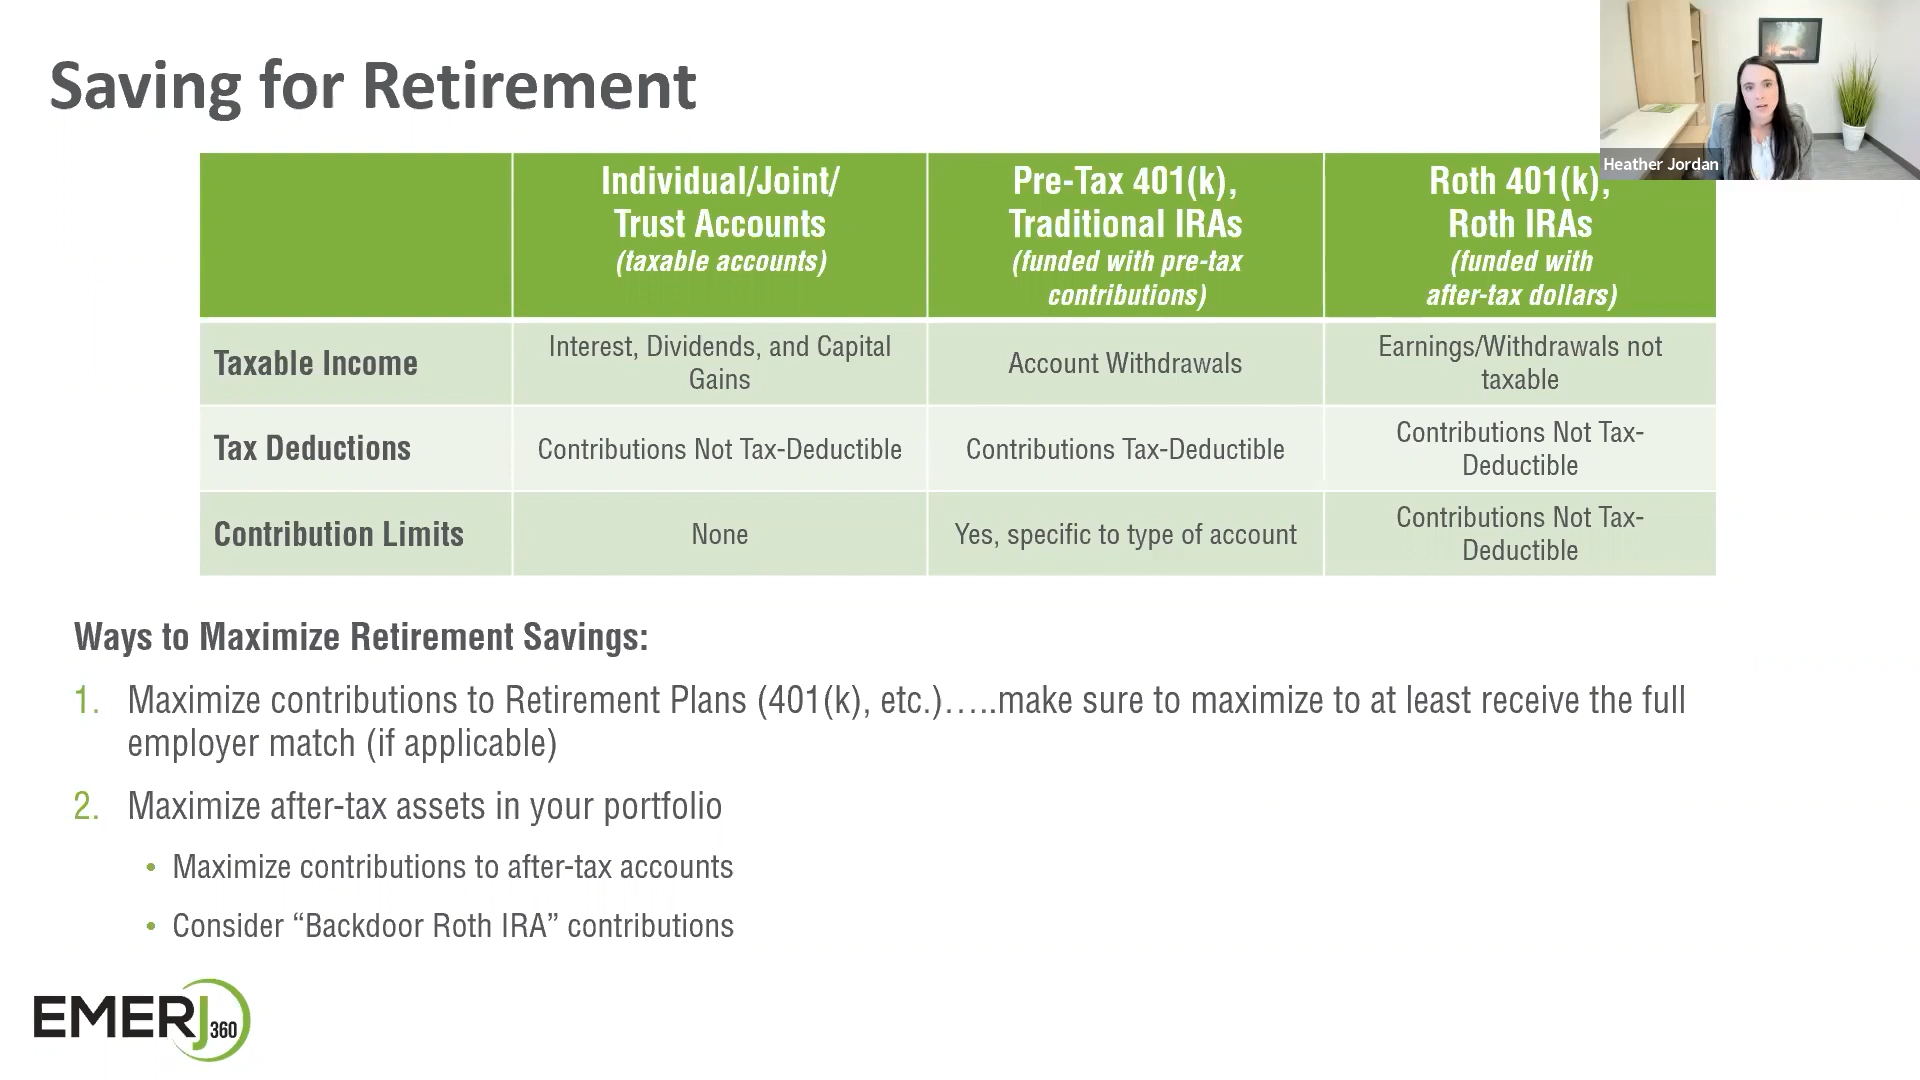 Saving for Retirement
Heather Jordan
Individual/Joint/
Trust Accounts
(taxable accounts)
Pre-Tax 401(k),
Traditional IRAs
(funded with pre-tax
contributions)
Roth 401(k),
Roth IRAs
(funded with
after-tax dollars)
Taxable Income
Interest, Dividends, and Capital
Gains
Account Withdrawals
Earnings/Withdrawals not
taxable
Tax Deductions
Contributions Not Tax-Deductible
Contributions Tax-Deductible
Contributions Not Tax-
Deductible
Contribution Limits
None
Yes, specific to type of account
Contributions Not Tax-
Deductible
Ways to Maximize Retirement Savings:
1. Maximize contributions to Retirement Plans (401(k), etc.)…..make sure to maximize to at least receive the full
employer match (if applicable)
2. Maximize after-tax assets in your portfolio
• Maximize contributions to after-tax accounts
• Consider “Backdoor Roth IRA” contributions
EMERJ360